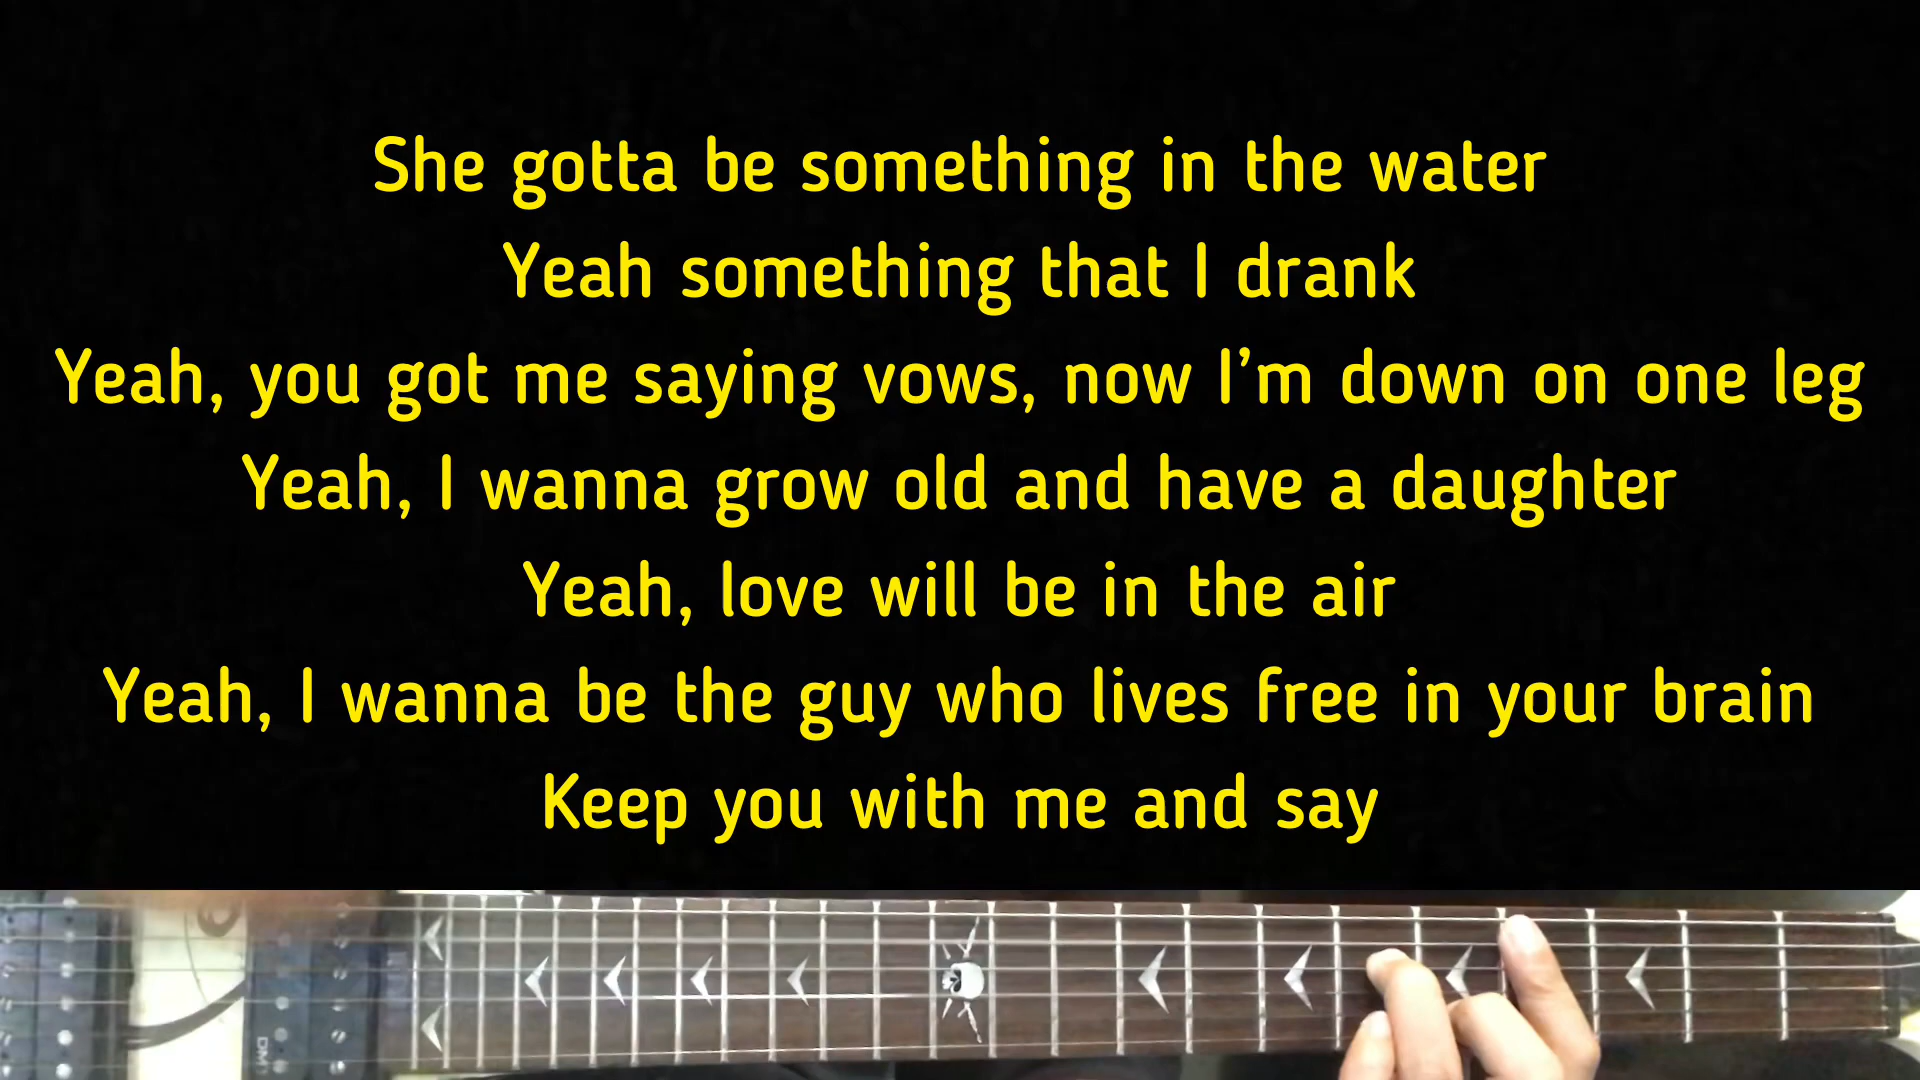 She gotta be something in the water
Yeah something that I drank
Yeah, you got me saying vows, now I’m down on one leg
Yeah, I wanna grow old and have a daughter
Yeah, love will be in the air
Yeah, I wanna be the guy who lives free in your brain
Keep you with me and say